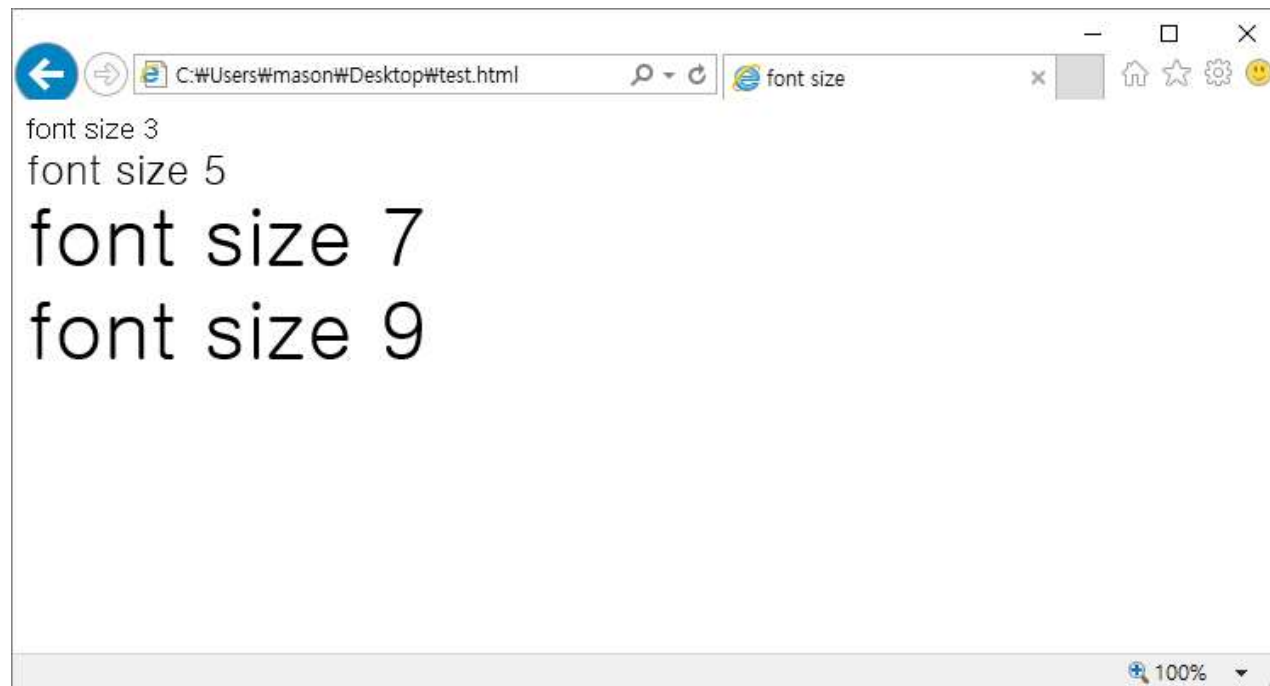 C:₩Users₩mason₩Desktop₩test.html
font size
font size 3
font size 5
font size 7
font size 9
100%